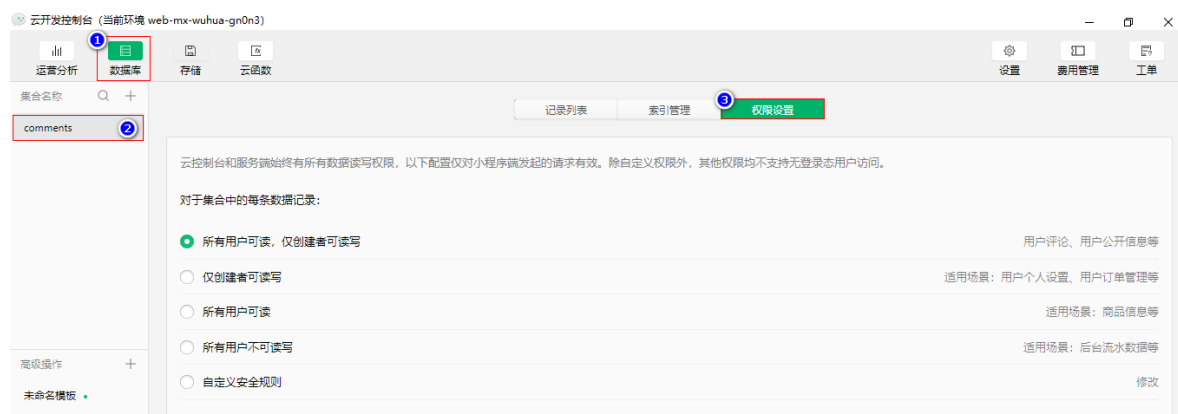 云开发控制台 (当前环境 web-mx-wuhua-gn0n3)
1
运营分析 数据库 存储 云函数 设置 费用管理 工单
集合名称
3
记录列表 索引管理 权限设置
comments 2
云控制台和服务端始终有所有数据读写权限，以下配置仅对小程序端发起的请求有效。除自定义权限外，其他权限均不支持无登录态用户访问。
对于集合中的每条数据记录：
所有用户可读，仅创建者可读写 用户评论、用户公开信息等
仅创建者可读写 适用场景：用户个人设置、用户订单管理等
所有用户可读 适用场景：商品信息等
所有用户不可读写 适用场景：后台流水数据等
高级操作
自定义安全规则 修改
未命名模板